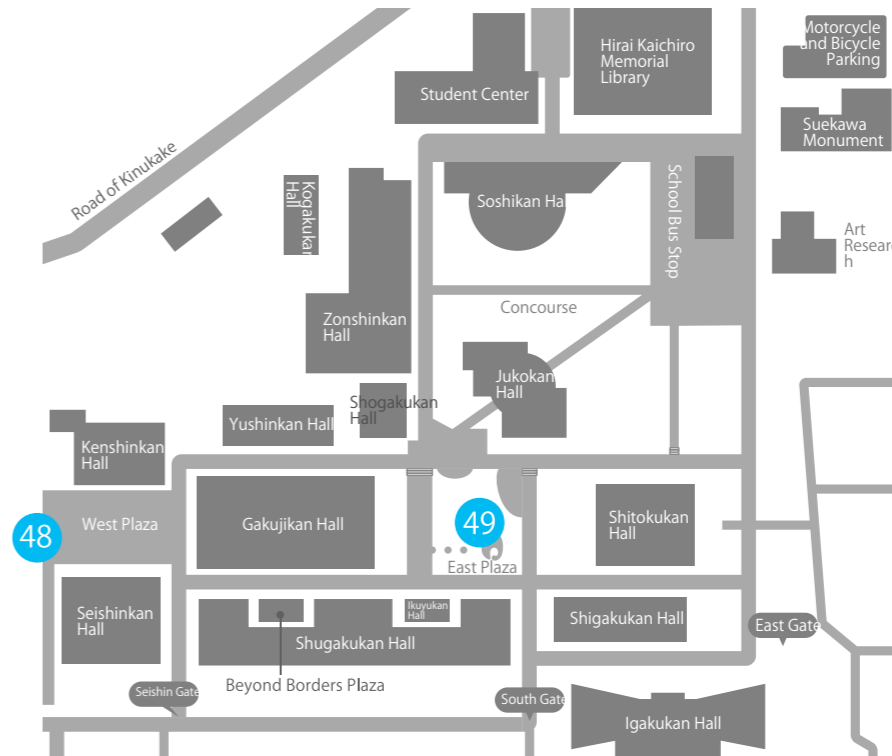 Motorcycle
and Bicycle
Parking
Hirai Kaichiro
Memorial
Library
Student Center
Suekawa
Monument
Road of Kinukake
Kogakukan
Hall
Soshikan Hal
School Bus Stop
Art
Researc
h
Concourse
Zonshinkan
Hall
Jukokan
Hall
Shogakukan
Hall
Yushinkan Hall
Kenshinkan
Hall
48
West Plaza
Gakujikan Hall
49
East Plaza
Shitokukan
Hall
Seishinkan
Hall
Ikuyukan
Hall
Shugakukan Hall
Shigakukan Hall
East Gate
Beyond Borders Plaza
Seishin Gate
South Gate
Igakukan Hall